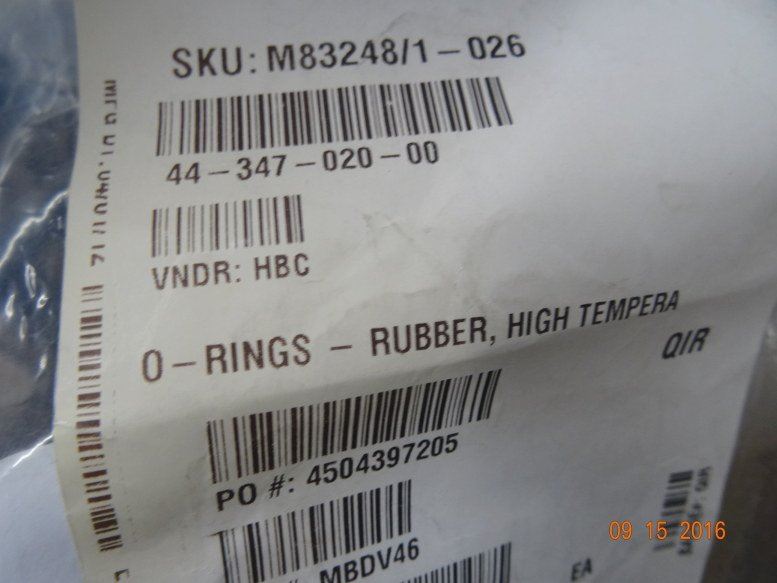 SKU: M83248/1-026
44-347-020-00
VNDR: HBC
O-RINGS - RUBBER, HIGH TEMPERA
QIR
PO #: 4504397205
MBDV46
EA
09 15 2016